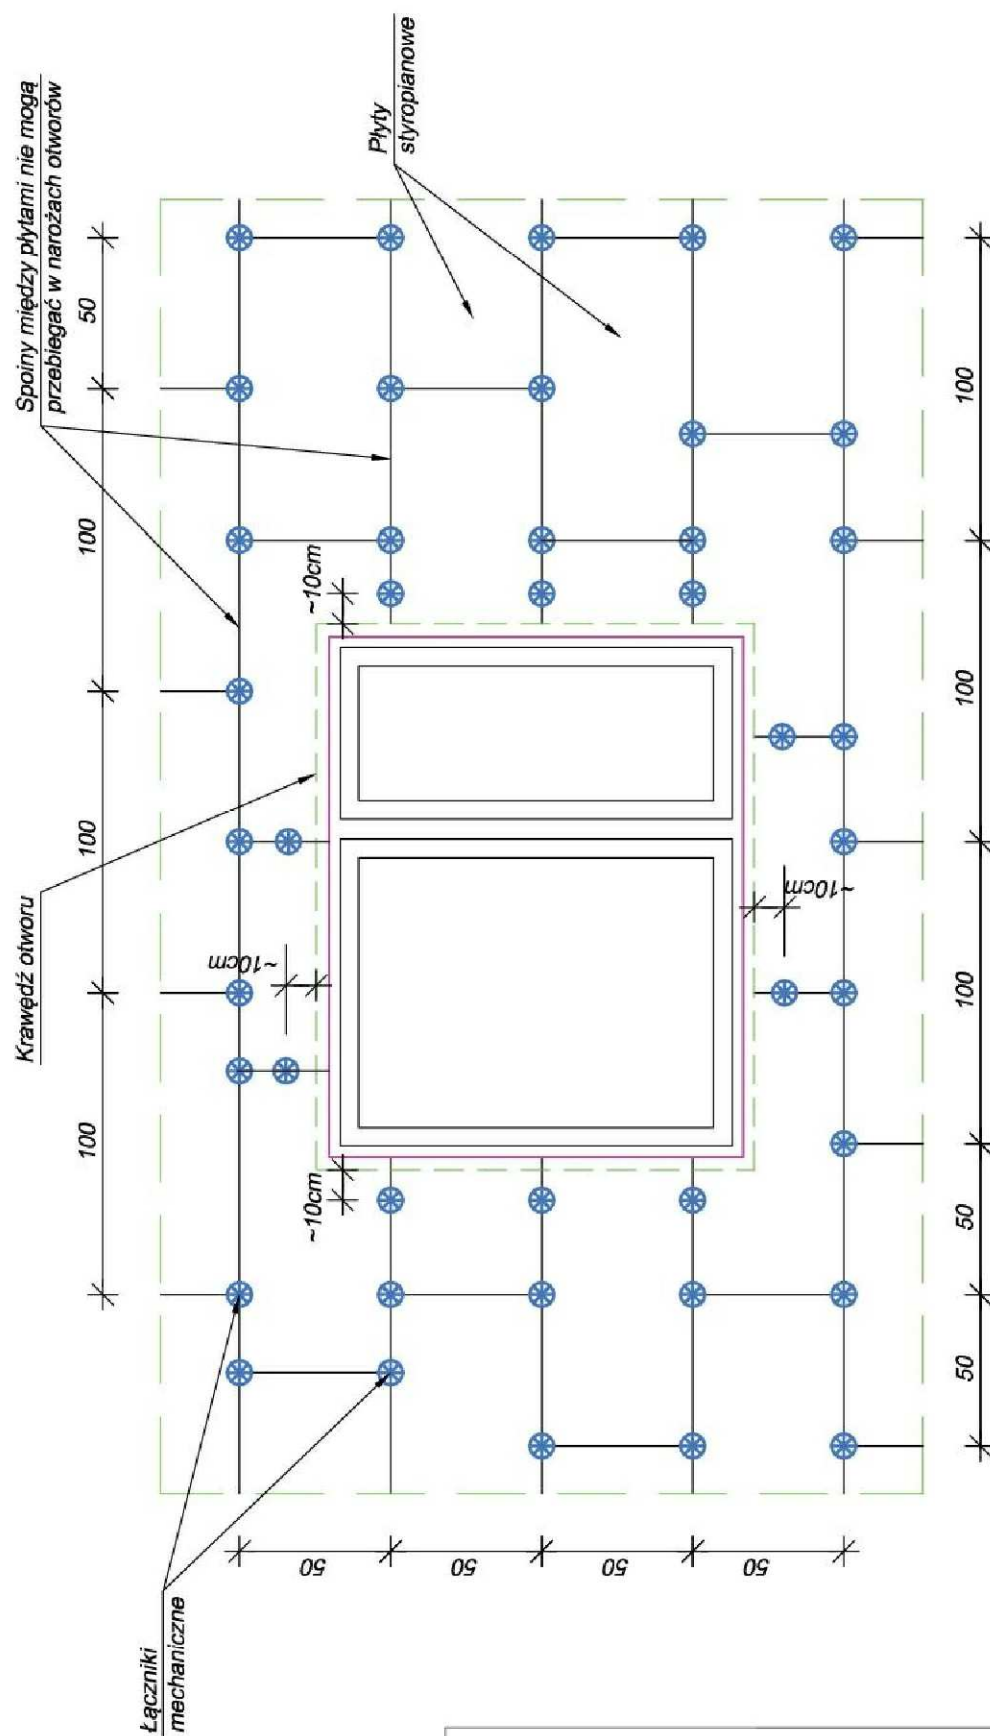 Spoiny między płytami nie mogą
przebiegać w narożach otworów
Płyty
styropianowe
Krawędź otworu
Łączniki
mechaniczne
50
100
100
100
~10cm
~10cm
~10cm
~10cm
50
50
50
50
100
100
100
50
50